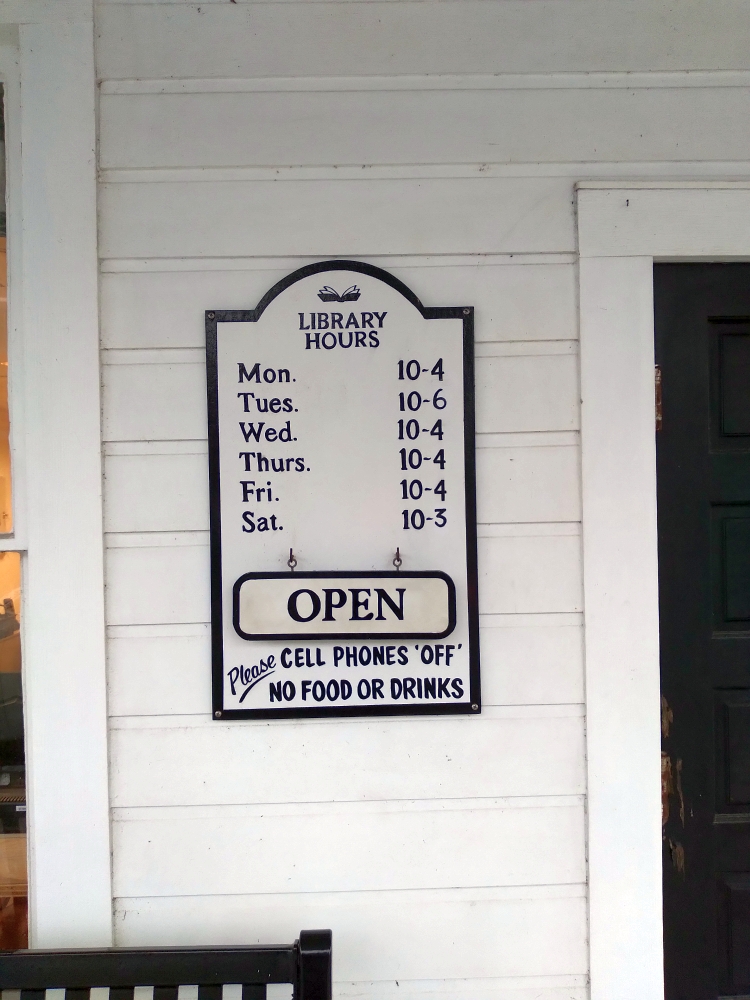 LIBRARY
HOURS
Mon. 10-4
Tues. 10-6
Wed. 10-4
Thurs. 10-4
Fri. 10-4
Sat. 10-3
OPEN
Please CELL PHONES 'OFF'
NO FOOD OR DRINKS